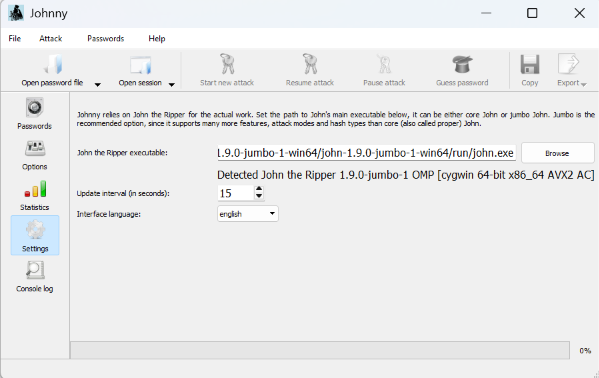 Johnny
File Attack Passwords Help
Open password file Open session Start new attack Resume attack Pause attack Guess password Copy Export
Passwords
Options
Statistics
Settings
Console log
Johnny relies on John the Ripper for the actual work. Set the path to John's main executable below, it can be either core John or jumbo John. Jumbo is the
recommended option, since it supports many more features, attack modes and hash types than core (also called proper) John.
John the Ripper executable: 1.9.0-jumbo-1-win64/john-1.9.0-jumbo-1-win64/run/john.exe Browse
Detected John the Ripper 1.9.0-jumbo-1 OMP [cygwin 64-bit x86_64 AVX2 AC]
Update interval (in seconds): 15
Interface language: english
0%